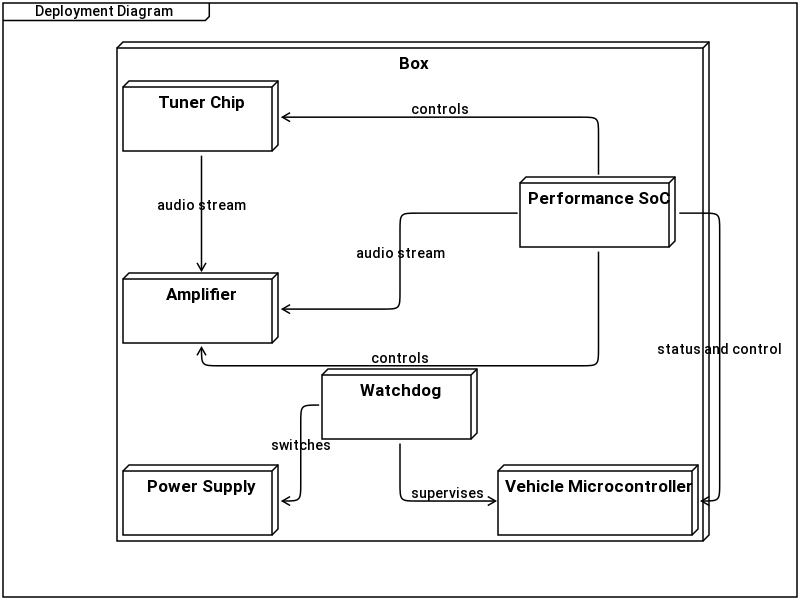 Deployment Diagram
Box
Tuner Chip
controls
Performance SoC
audio stream
audio stream
Amplifier
status and control
controls
Watchdog
switches
Power Supply
supervises
Vehicle Microcontroller